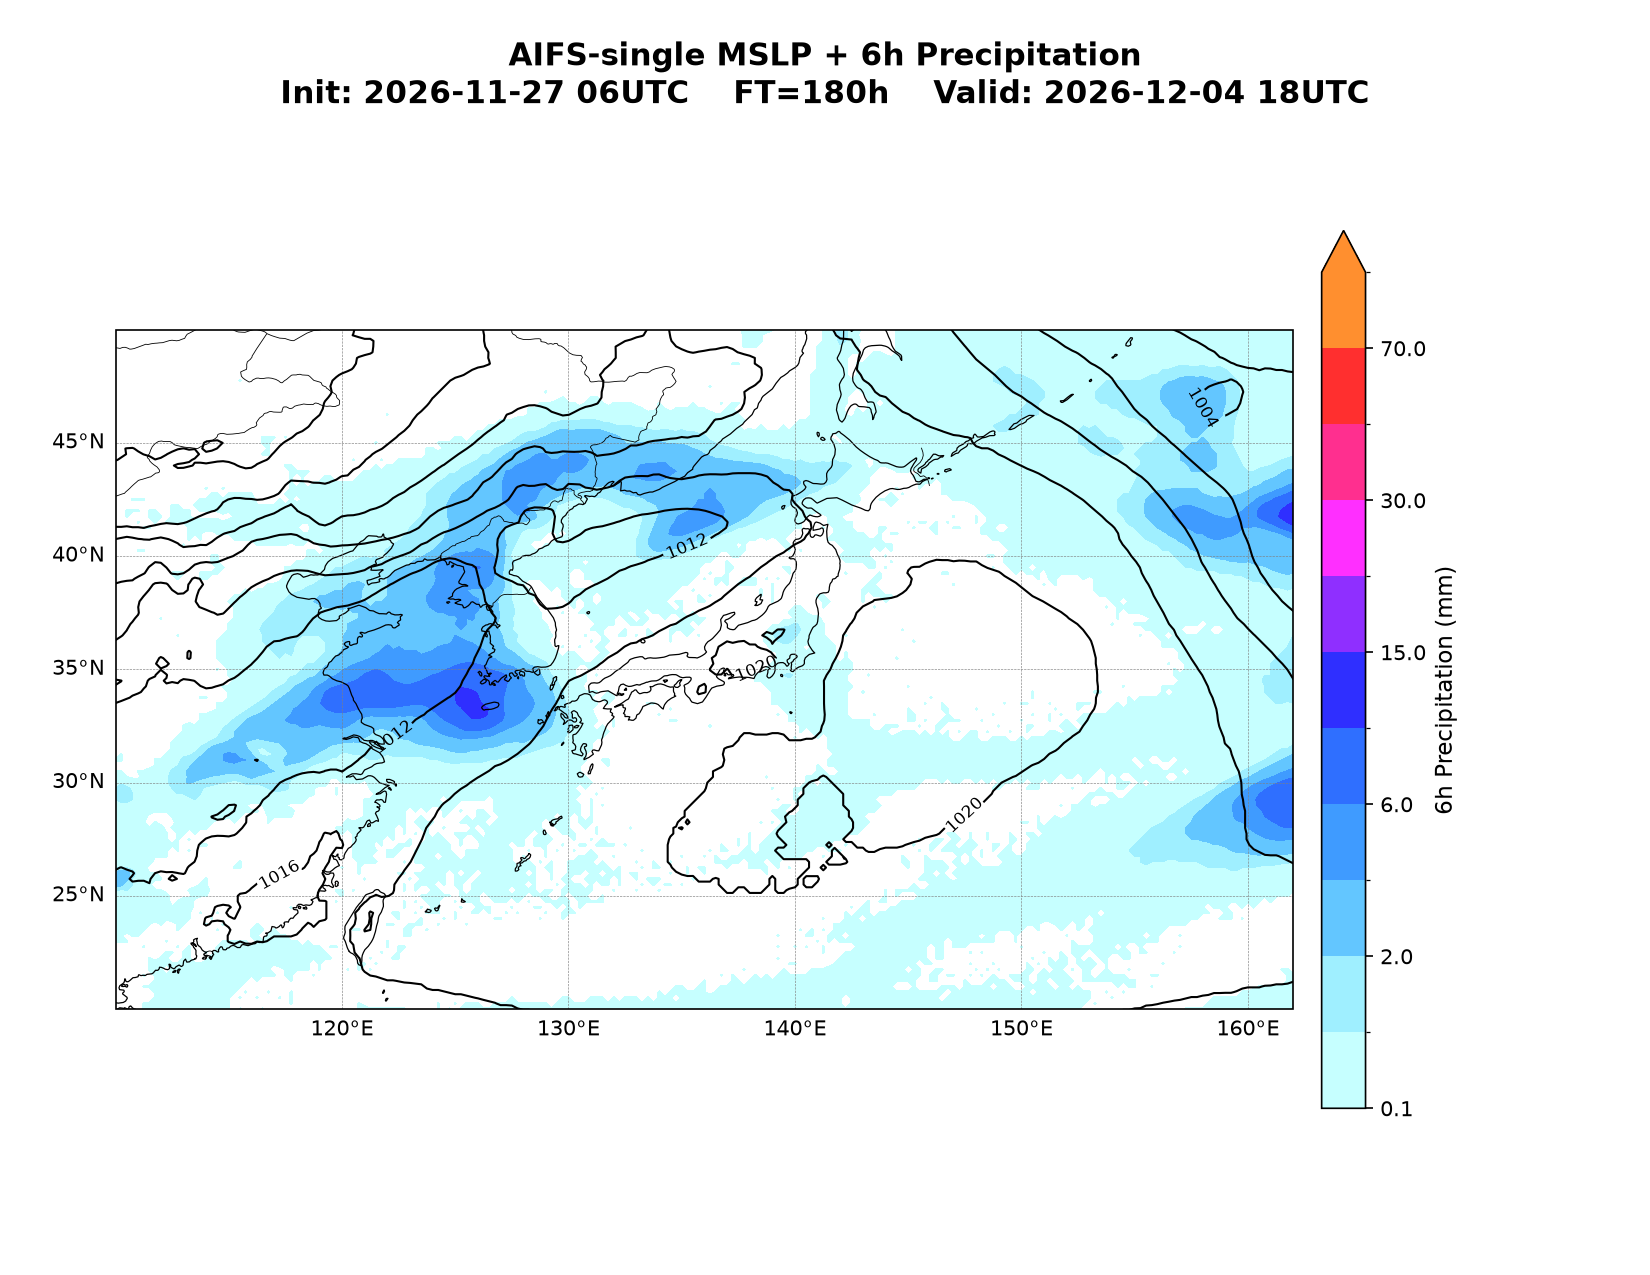 AIFS-single MSLP + 6h Precipitation
Init: 2026-11-27 06UTC    FT=180h    Valid: 2026-12-04 18UTC
45°N
40°N
35°N
30°N
25°N
120°E
130°E
140°E
150°E
160°E
1004
1012
1020
1012
1020
1016
70.0
30.0
15.0
6.0
2.0
0.1
6h Precipitation (mm)